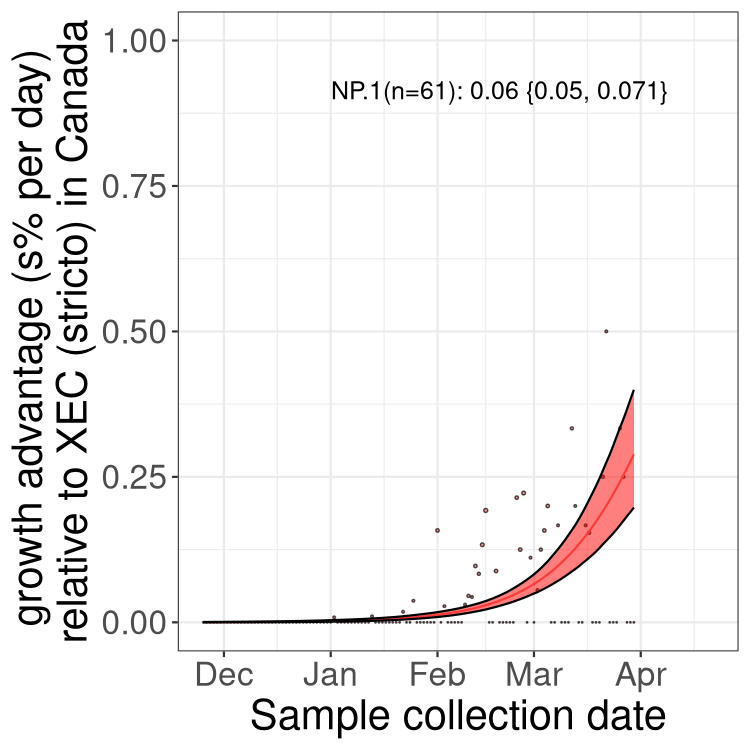 growth advantage (s% per day)
relative to XEC (stricto) in Canada
1.00
0.75
0.50
0.25
0.00
NP.1(n=61): 0.06 {0.05, 0.071}
Dec Jan Feb Mar Apr
Sample collection date